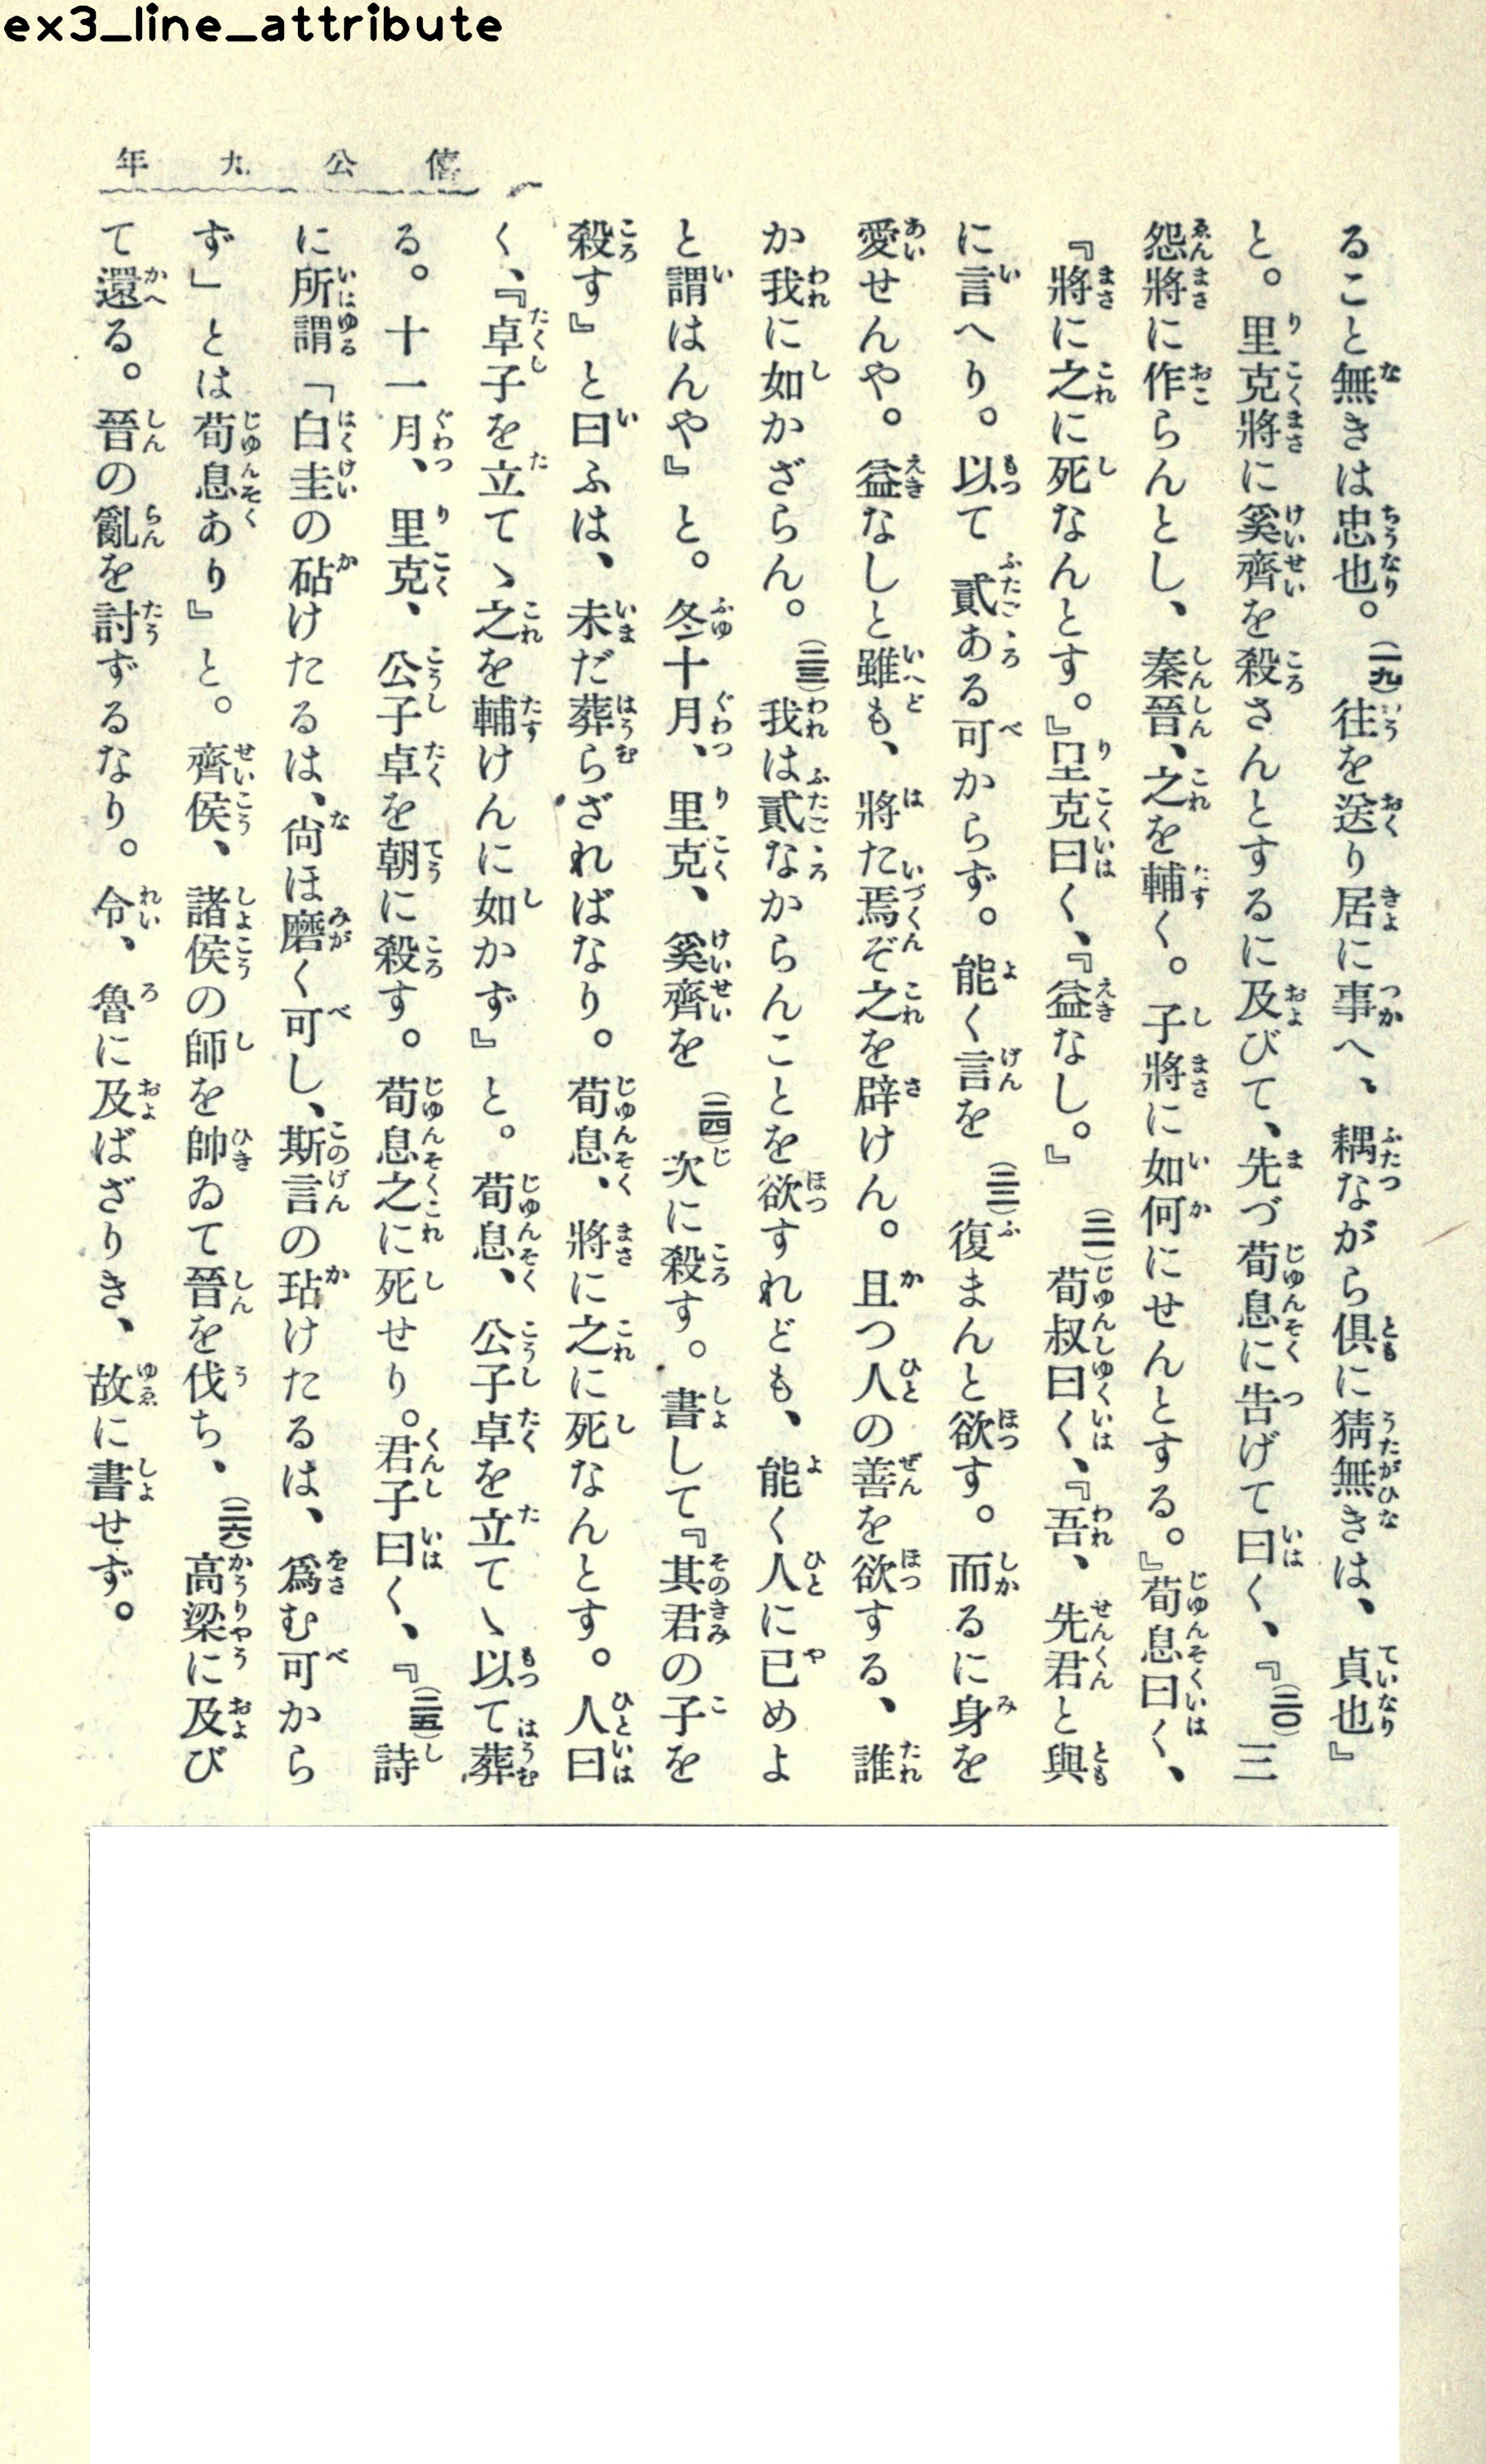 ex3_line_attribute
僖公九年
ること無きは忠也。(一九)往を送り居に事へ、耦ながら倶に猜無きは、貞也』
と。里克將に奚齊を殺さんとするに及びて、先づ荀息に告げて曰く、『(二〇)三
怨將に作らんとし、秦晉、之を輔く。子將に如何にせんとする。』荀息曰く、
『將に之に死なんとす。』里克曰く、『益なし。』(二一)荀叔曰く、『吾、先君と與
に言へり。以て貳ある可からず。能く言を(二二)復まんと欲す。而るに身を
愛せんや。益なしと雖も、將た焉ぞ之を辟けん。且つ人の善を欲する、誰
か我に如かざらん。(二三)我は貳なからんことを欲すれども、能く人に已めよ
と謂はんや』と。冬十月、里克、奚齊を(二四)次に殺す。書して『其君の子を
殺す』と曰ふは、未だ葬らざればなり。荀息、將に之に死なんとす。人曰
く、『卓子を立てゝ之を輔けんに如かず』と。荀息、公子卓を立てゝ以て葬
る。十一月、里克、公子卓を朝に殺す。荀息之に死せり。君子曰く、『(二五)詩
に所謂「白圭の砧けたるは、尙ほ磨く可し、斯言の玷けたるは、爲む可から
ず」とは荀息あり』と。齊侯、諸侯の師を帥ゐて晉を伐ち、(二六)高梁に及び
て還る。晉の亂を討ずるなり。令、魯に及ばざりき、故に書せず。